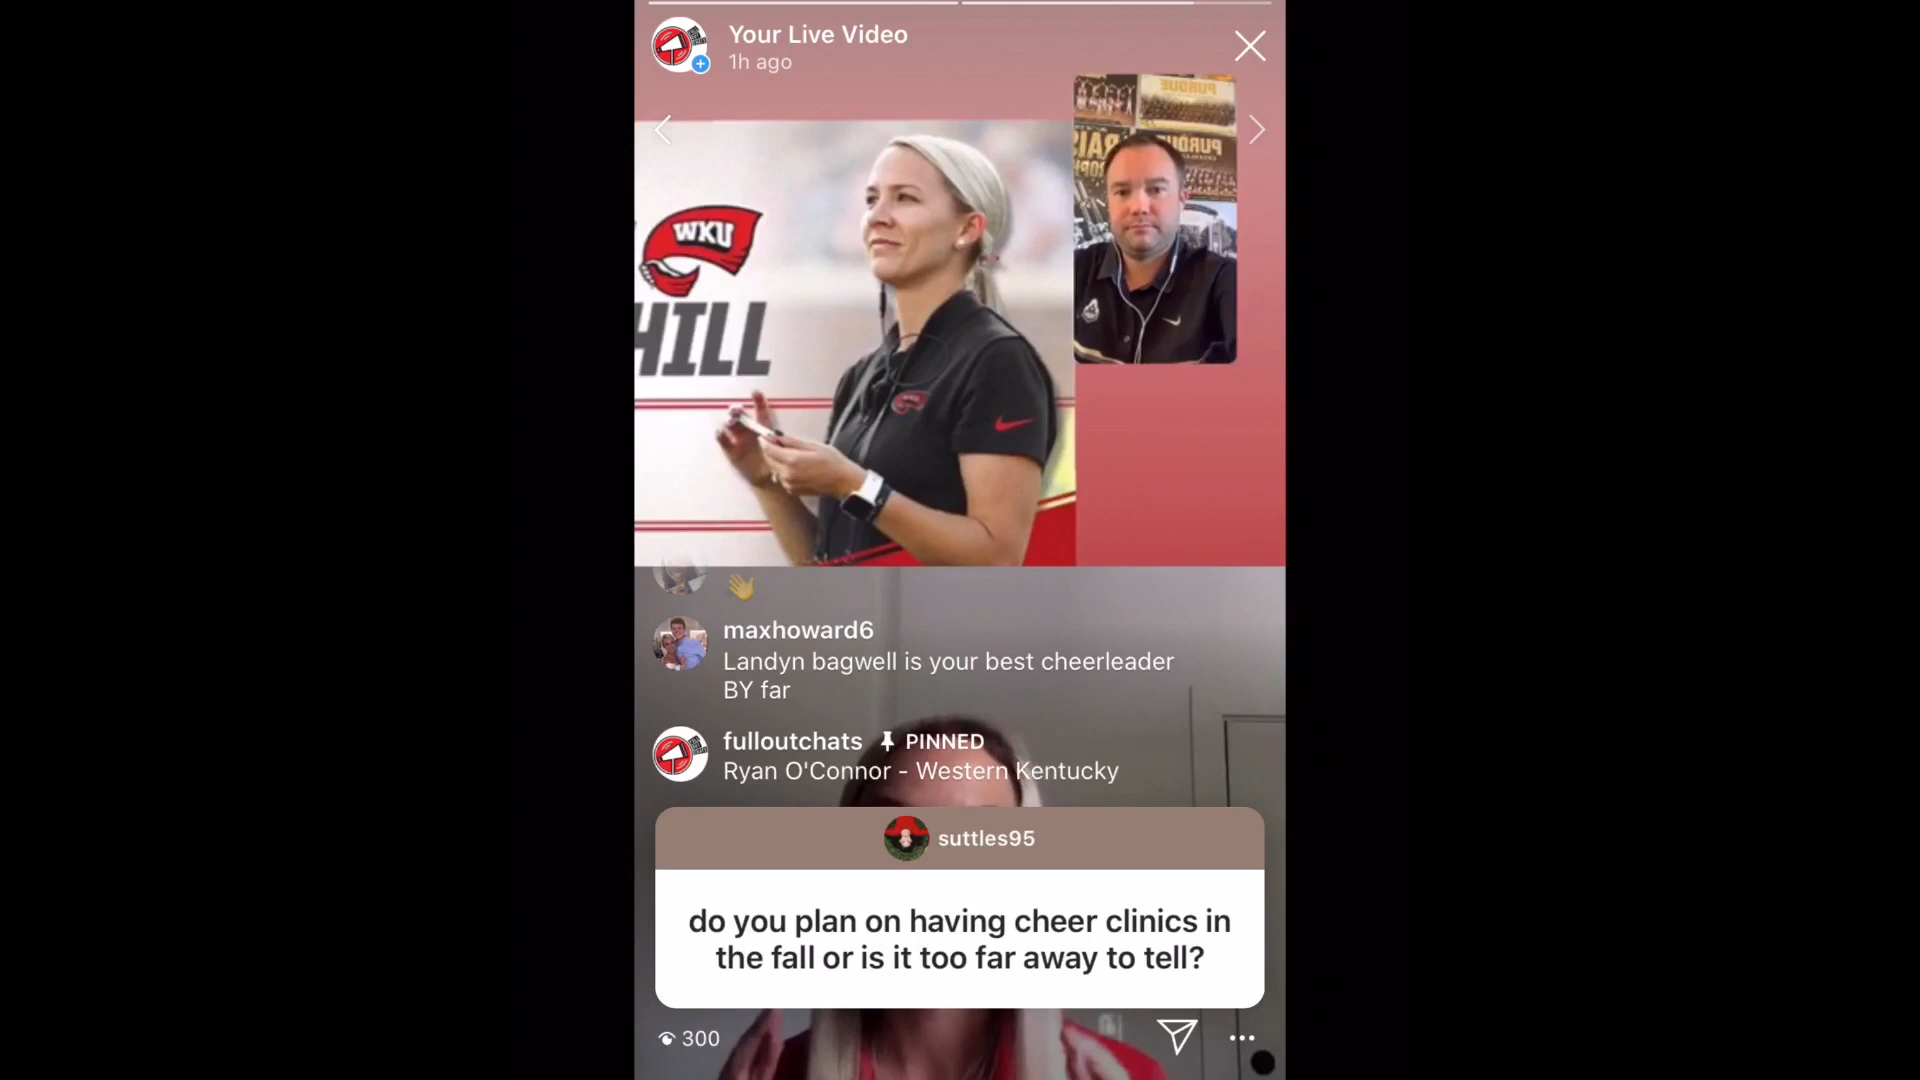 Your Live Video
1h ago
PURDUE
PURDUE
WKU
HILL
maxhoward6
Landyn bagwell is your best cheerleader
BY far
fulloutchats PINNED
Ryan O'Connor - Western Kentucky
suttles95
do you plan on having cheer clinics in
the fall or is it too far away to tell?
300